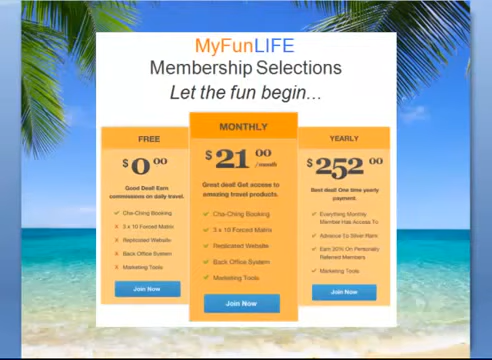 MyFunLIFE
Membership Selections
Let the fun begin...
FREE
$0 00
Good Deal! Earn
commissions on daily travel.
Cha-Ching Booking
3 x 10 Forced Matrix
Replicated Website
Back Office System
Marketing Tools
Join Now
MONTHLY
$21 00
/month
Great deal! Get access to
amazing travel products.
Cha-Ching Booking
3 x 10 Forced Matrix
Replicated Website
Back Office System
Marketing Tools
Join Now
YEARLY
$252 00
Best deal! One time yearly
payment.
Everything Monthly
Member Has Access To
Advance To Silver Ram
Earn 20% On Personally
Referred Members
Marketing Tools
Join Now